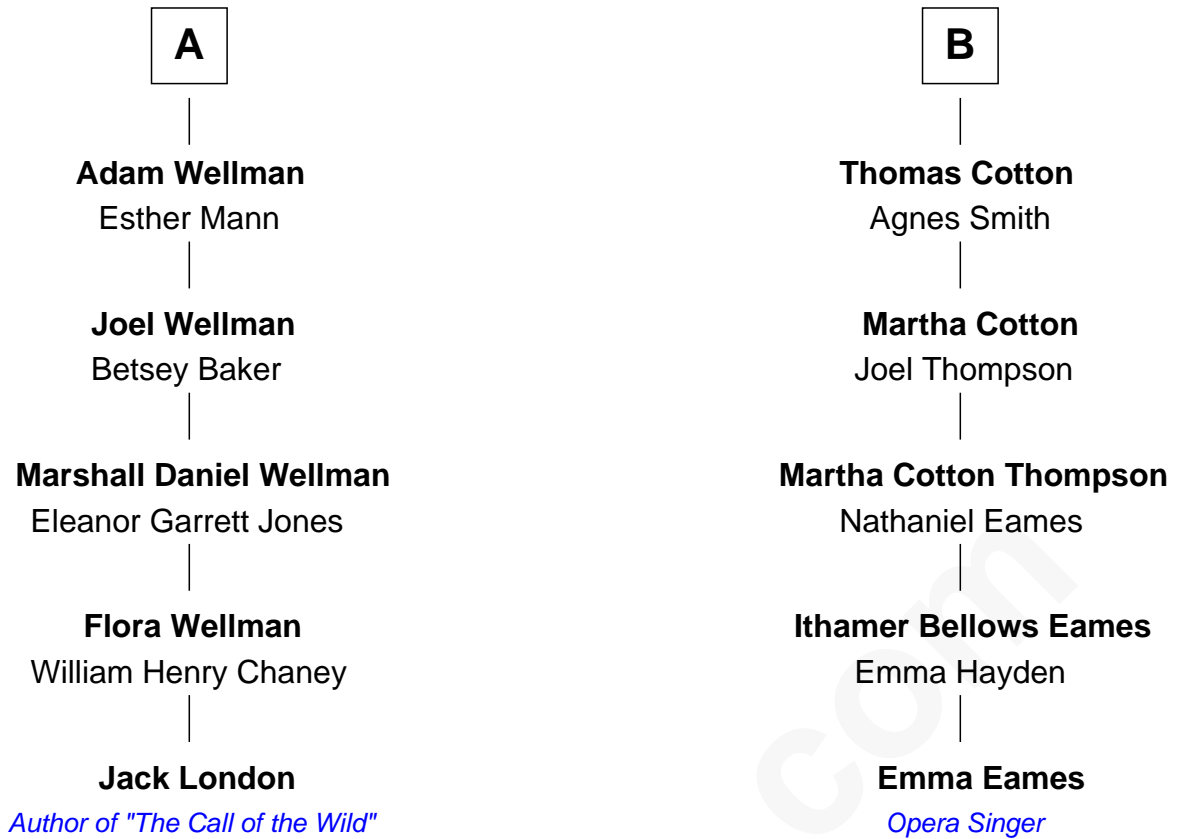 A
Adam Wellman
Esther Mann
Joel Wellman
Betsey Baker
Marshall Daniel Wellman
Eleanor Garrett Jones
Flora Wellman
William Henry Chaney
Jack London
Author of "The Call of the Wild"
B
Thomas Cotton
Agnes Smith
Martha Cotton
Joel Thompson
Martha Cotton Thompson
Nathaniel Eames
Ithamer Bellows Eames
Emma Hayden
Emma Eames
Opera Singer
com